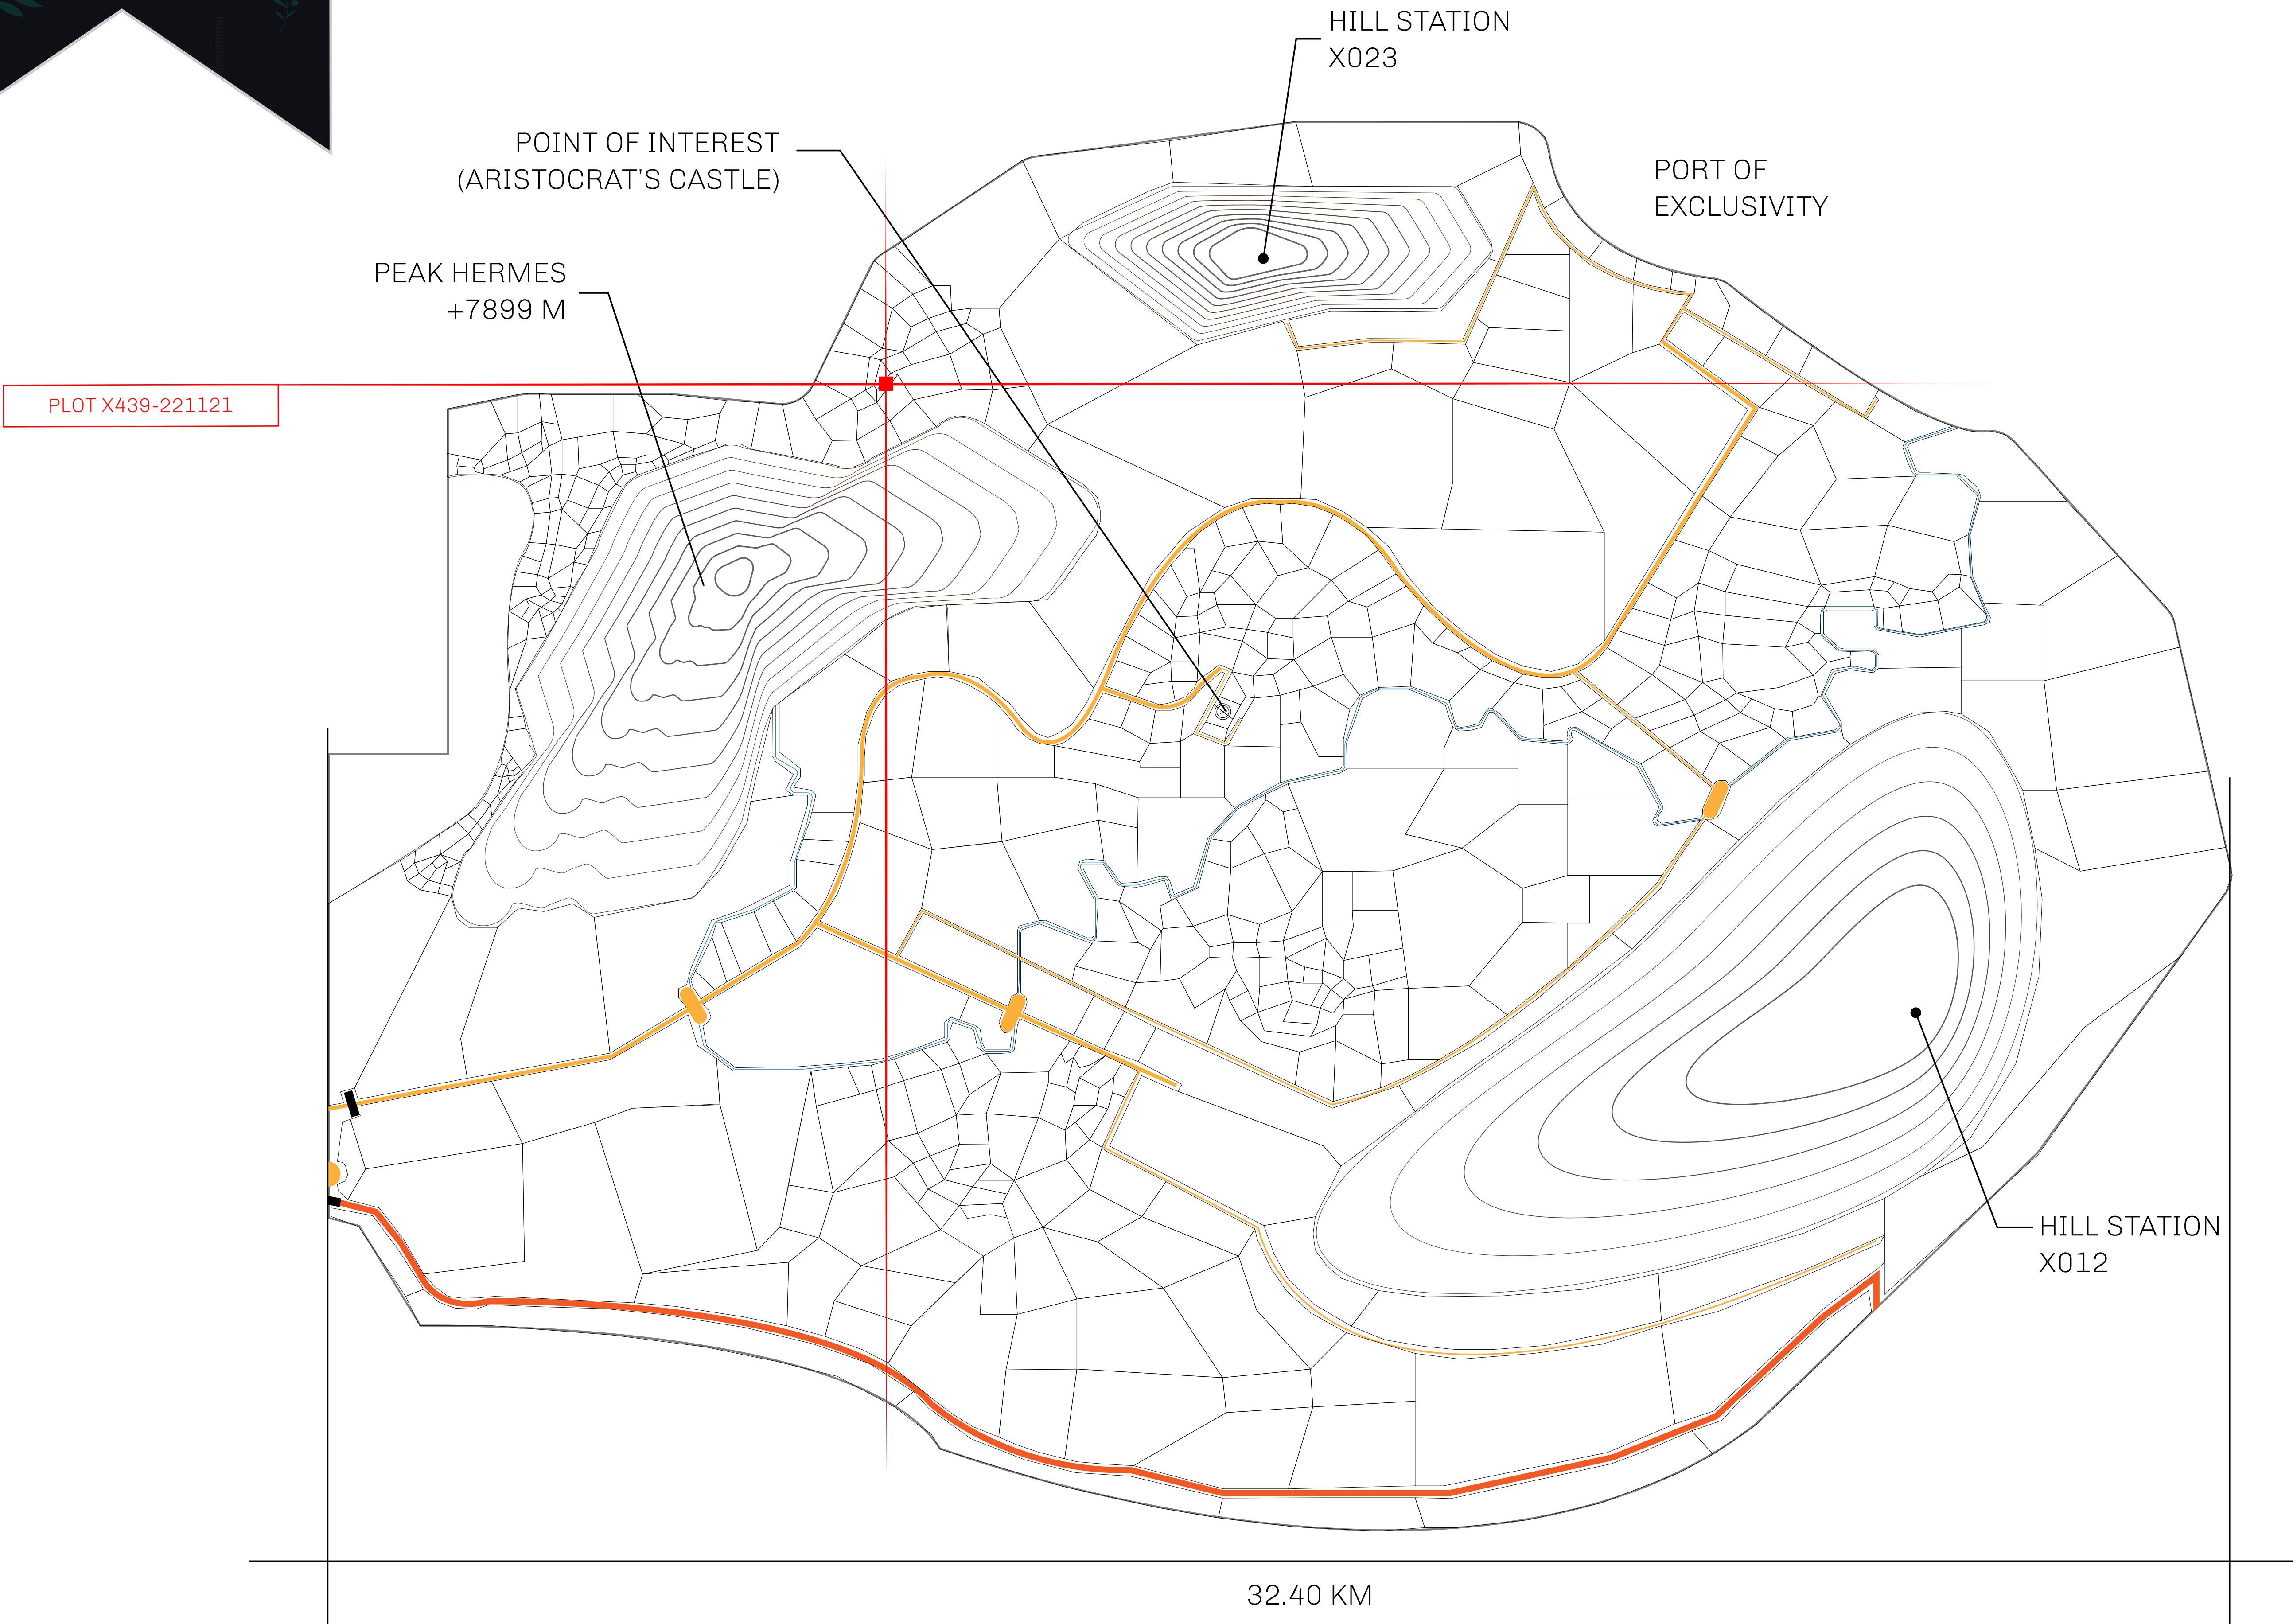 HILL STATION
X023
POINT OF INTEREST
(ARISTOCRAT'S CASTLE)
PORT OF
EXCLUSIVITY
PEAK HERMES
+7899 M
PLOT X439-221121
HILL STATION
X012
32.40 KM